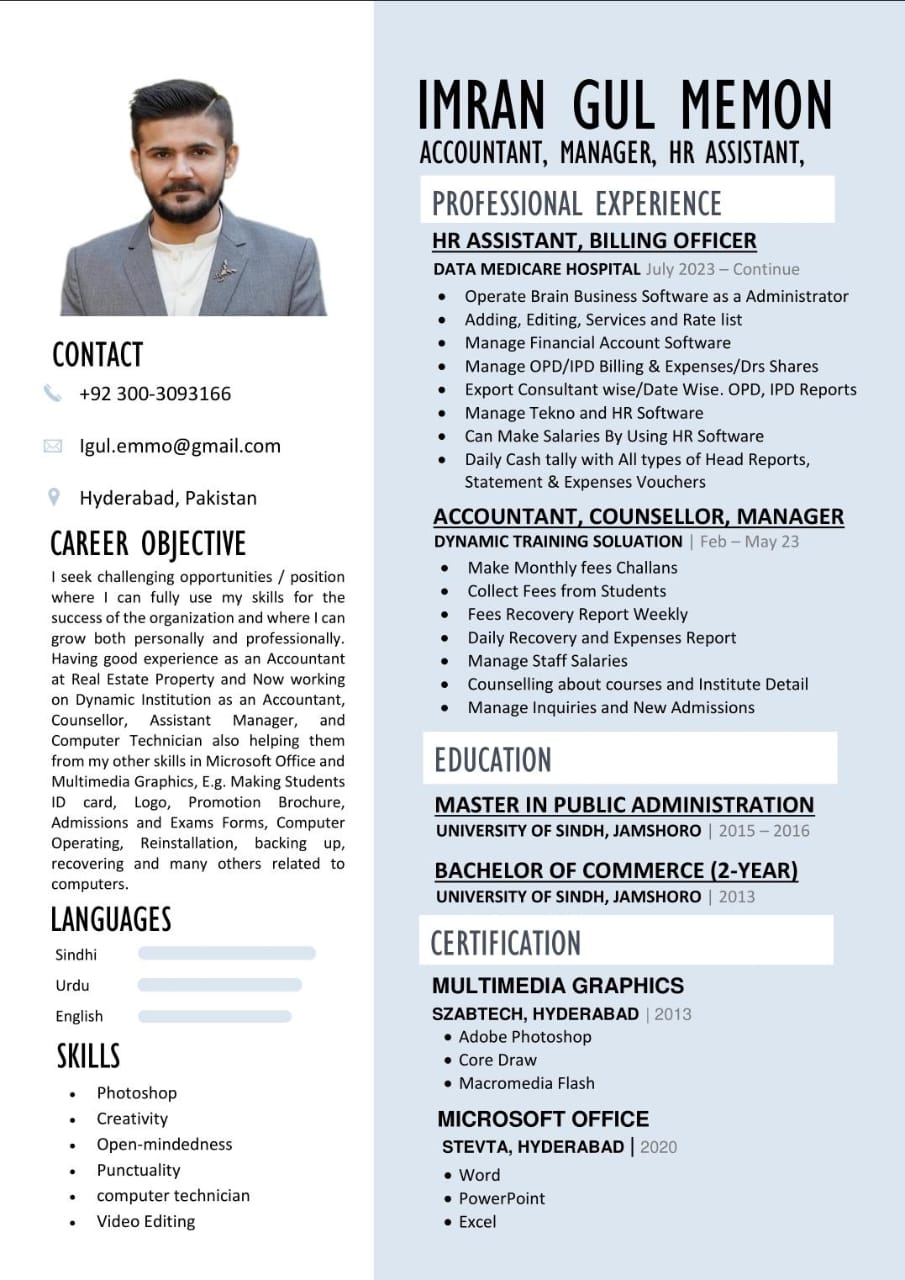 IMRAN GUL MEMON
ACCOUNTANT, MANAGER, HR ASSISTANT,
CONTACT
+92 300-3093166
Igul.emmo@gmail.com
Hyderabad, Pakistan
CAREER OBJECTIVE
I seek challenging opportunities / position
where I can fully use my skills for the
success of the organization and where I can
grow both personally and professionally.
Having good experience as an Accountant
at Real Estate Property and Now working
on Dynamic Institution as an Accountant,
Counsellor, Assistant Manager, and
Computer Technician also helping them
from my other skills in Microsoft Office and
Multimedia Graphics, E.g. Making Students
ID card, Logo, Promotion Brochure,
Admissions and Exams Forms, Computer
Operating, Reinstallation, backing up,
recovering and many others related to
computers.
LANGUAGES
Sindhi
Urdu
English
SKILLS
• Photoshop
• Creativity
• Open-mindedness
• Punctuality
• computer technician
• Video Editing
PROFESSIONAL EXPERIENCE
HR ASSISTANT, BILLING OFFICER
DATA MEDICARE HOSPITAL July 2023 – Continue
• Operate Brain Business Software as a Administrator
• Adding, Editing, Services and Rate list
• Manage Financial Account Software
• Manage OPD/IPD Billing & Expenses/Drs Shares
• Export Consultant wise/Date Wise. OPD, IPD Reports
• Manage Tekno and HR Software
• Can Make Salaries By Using HR Software
• Daily Cash tally with All types of Head Reports,
Statement & Expenses Vouchers
ACCOUNTANT, COUNSELLOR, MANAGER
DYNAMIC TRAINING SOLUATION | Feb – May 23
• Make Monthly fees Challans
• Collect Fees from Students
• Fees Recovery Report Weekly
• Daily Recovery and Expenses Report
• Manage Staff Salaries
• Counselling about courses and Institute Detail
• Manage Inquiries and New Admissions
EDUCATION
MASTER IN PUBLIC ADMINISTRATION
UNIVERSITY OF SINDH, JAMSHORO | 2015 – 2016
BACHELOR OF COMMERCE (2-YEAR)
UNIVERSITY OF SINDH, JAMSHORO | 2013
CERTIFICATION
MULTIMEDIA GRAPHICS
SZABTECH, HYDERABAD | 2013
• Adobe Photoshop
• Core Draw
• Macromedia Flash
MICROSOFT OFFICE
STEVTA, HYDERABAD | 2020
• Word
• PowerPoint
• Excel